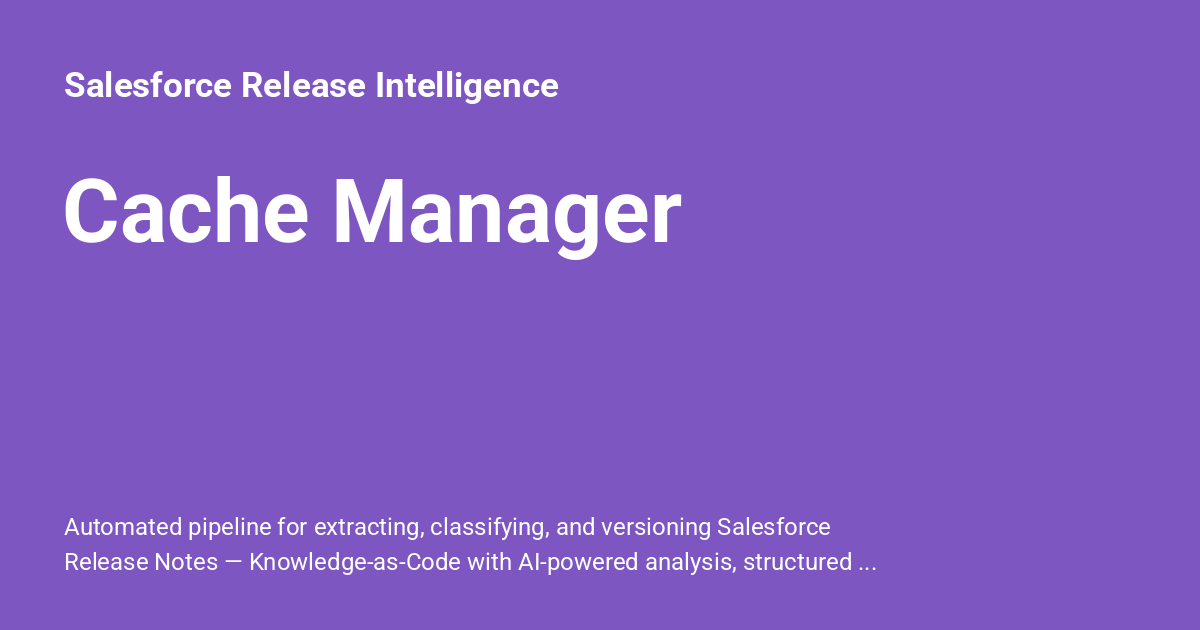 Salesforce Release Intelligence
Cache Manager
Automated pipeline for extracting, classifying, and versioning Salesforce
Release Notes — Knowledge-as-Code with AI-powered analysis, structured ...